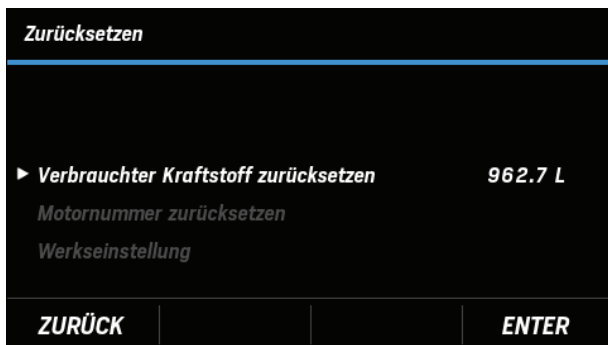 Zurücksetzen
Verbrauchter Kraftstoff zurücksetzen 962.7 L
Motornummer zurücksetzen
Werkseinstellung
ZURÜCK ENTER